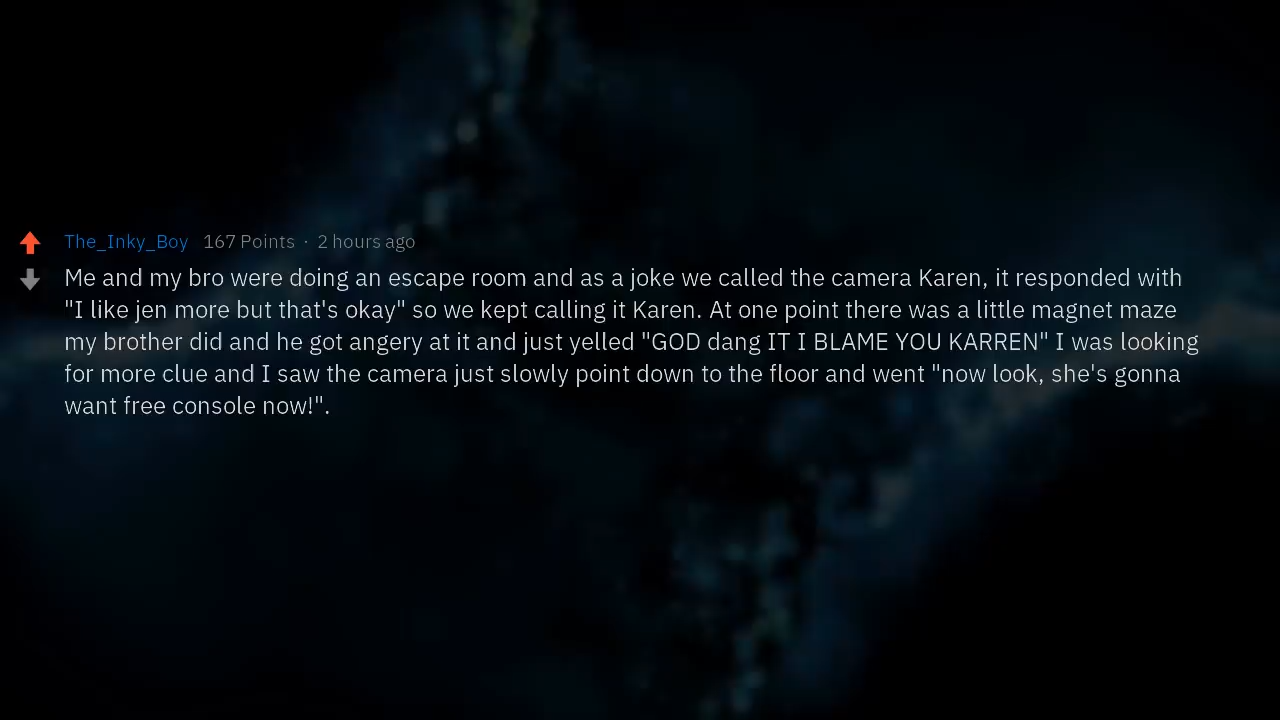 The_Inky_Boy 167 Points · 2 hours ago
Me and my bro were doing an escape room and as a joke we called the camera Karen, it responded with
"I like jen more but that's okay" so we kept calling it Karen. At one point there was a little magnet maze
my brother did and he got angery at it and just yelled "GOD dang IT I BLAME YOU KARREN" I was looking
for more clue and I saw the camera just slowly point down to the floor and went "now look, she's gonna
want free console now!".